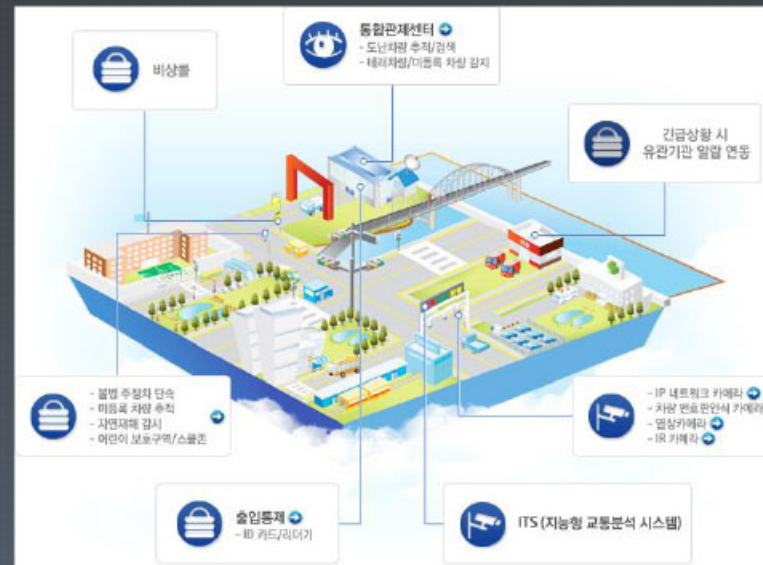 통합관제센터
- 도난차량 추적/검색
- 테러차량/미등록 차량 감지
비상콜
긴급상황 시
유관기관 알람 연동
- 불법 주정차 단속
- 미등록 차량 추적
- 자연재해 감시
- 어린이 보호구역/스쿨존
- IP 네트워크 카메라
- 차량 번호판인식 카메라
- 열상카메라
- IR 카메라
출입통제
- ID 카드/리더기
ITS (지능형 교통분석 시스템)